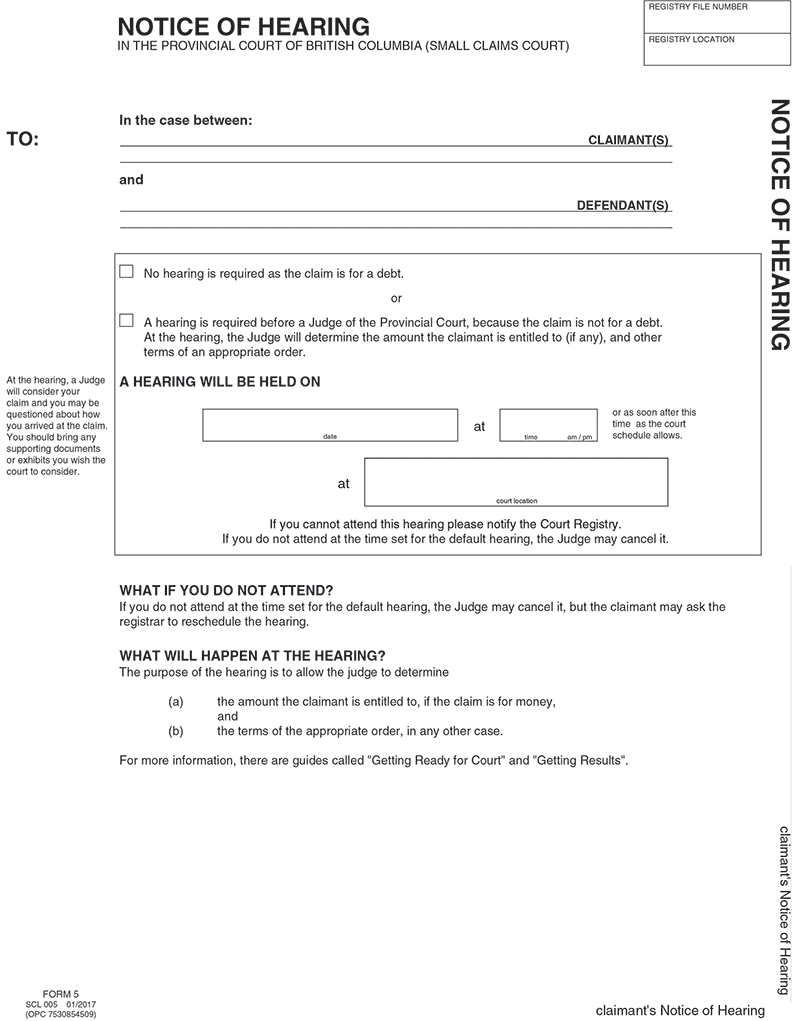 NOTICE OF HEARING
IN THE PROVINCIAL COURT OF BRITISH COLUMBIA (SMALL CLAIMS COURT)
REGISTRY FILE NUMBER
REGISTRY LOCATION
NOTICE OF HEARING
TO:
In the case between:
CLAIMANT(S)
and
DEFENDANT(S)
No hearing is required as the claim is for a debt.
or
A hearing is required before a Judge of the Provincial Court, because the claim is not for a debt.
At the hearing, the Judge will determine the amount the claimant is entitled to (if any), and other
terms of an appropriate order.
At the hearing, a Judge
will consider your
claim and you may be
questioned about how
you arrived at the claim.
You should bring any
supporting documents
or exhibits you wish the
court to consider.
A HEARING WILL BE HELD ON
date
at
time am / pm
or as soon after this
time as the court
schedule allows.
at
court location
If you cannot attend this hearing please notify the Court Registry.
If you do not attend at the time set for the default hearing, the Judge may cancel it.
WHAT IF YOU DO NOT ATTEND?
If you do not attend at the time set for the default hearing, the Judge may cancel it, but the claimant may ask the
registrar to reschedule the hearing.
WHAT WILL HAPPEN AT THE HEARING?
The purpose of the hearing is to allow the judge to determine
(a) the amount the claimant is entitled to, if the claim is for money,
and
(b) the terms of the appropriate order, in any other case.
For more information, there are guides called "Getting Ready for Court" and "Getting Results".
claimant's Notice of Hearing
FORM 5
SCL 005 01/2017
(OPC 7530854509)
claimant's Notice of Hearing